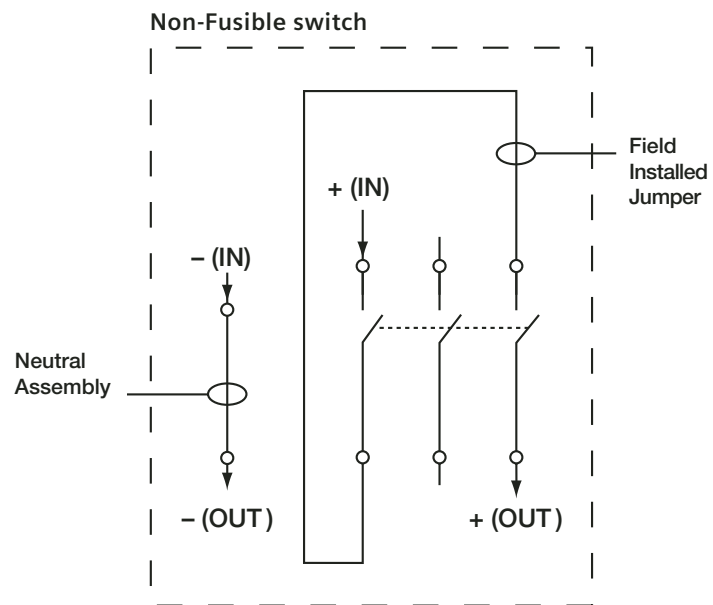 Non-Fusible switch
Field
Installed
Jumper
+ (IN)
– (IN)
Neutral
Assembly
– (OUT)
+ (OUT)